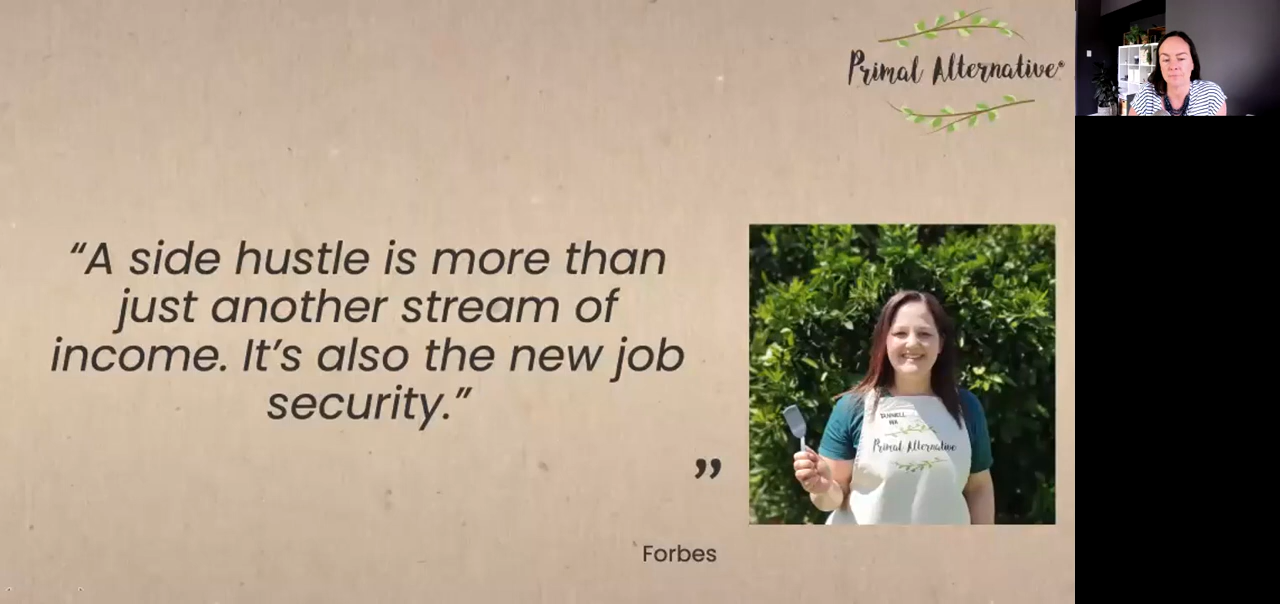 Primal Alternative®
“A side hustle is more than
just another stream of
income. It’s also the new job
security.”
”
Forbes
WA
Primal Alternative